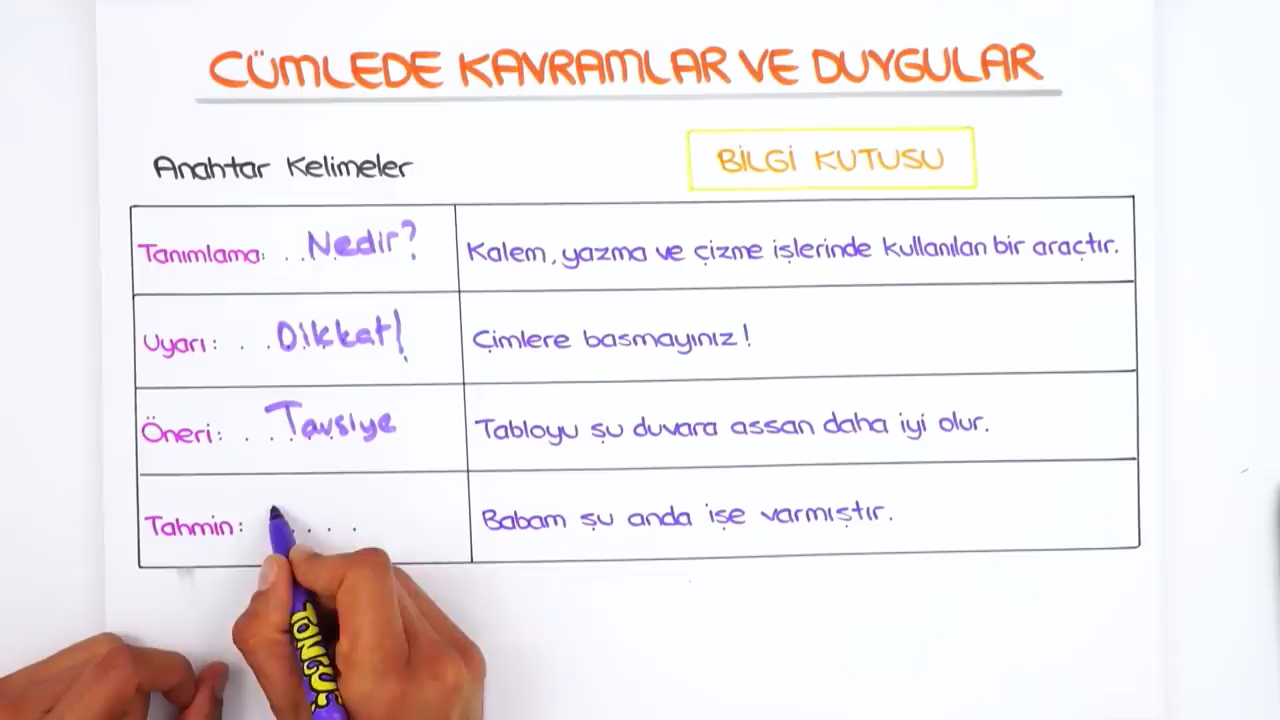 CÜMLEDE KAVRAMLAR VE DUYGULAR
Anahtar Kelimeler
BİLGİ KUTUSU
Tanımlama: . . Nedir?
Kalem, yazma ve çizme işlerinde kullanılan bir araçtır.
Uyarı: . . Dikkat!
Çimlere basmayınız!
Öneri: . . Tavsiye
Tabloyu şu duvara assan daha iyi olur.
Tahmin: . . . .
Babam şu anda işe varmıştır.
TONGUÇ